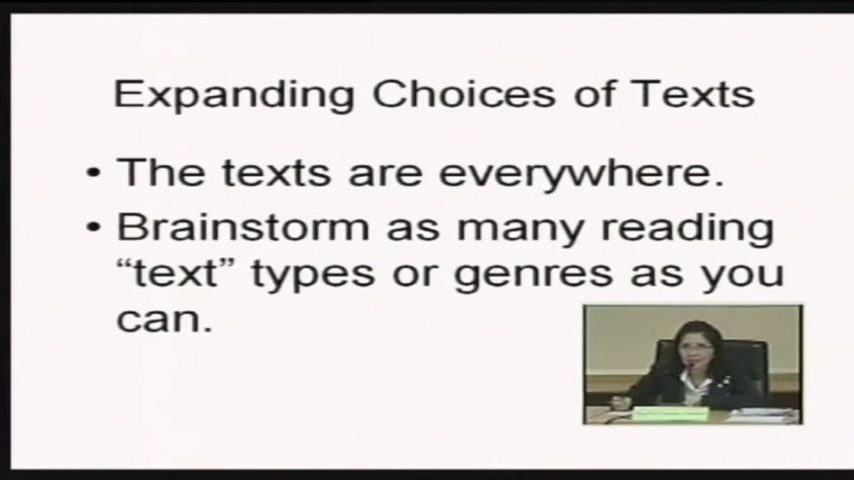 Expanding Choices of Texts
• The texts are everywhere.
• Brainstorm as many reading
“text” types or genres as you
can.